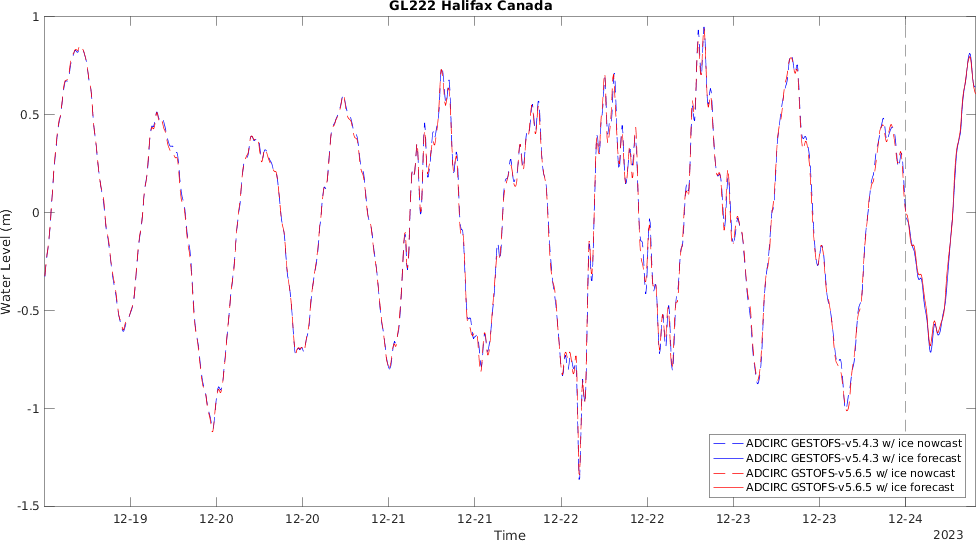 GL222 Halifax Canada
1
0.5
0
-0.5
-1
-1.5
Water Level (m)
ADCIRC GESTOFS-v5.4.3 w/ ice nowcast
ADCIRC GESTOFS-v5.4.3 w/ ice forecast
ADCIRC GSTOFS-v5.6.5 w/ ice nowcast
ADCIRC GSTOFS-v5.6.5 w/ ice forecast
12-19 12-20 12-20 12-21 12-21 12-22 12-22 12-23 12-23 12-24
Time
2023